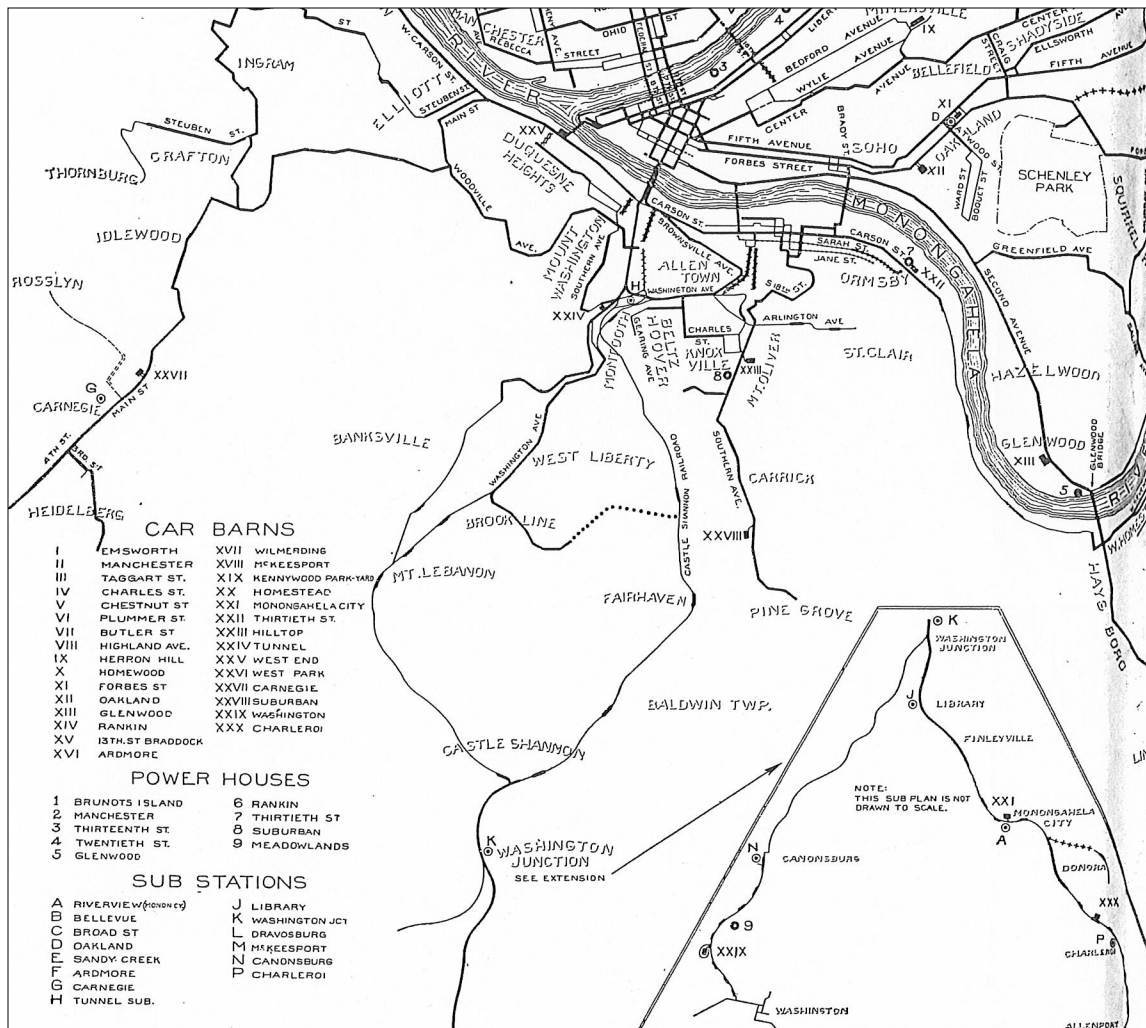 INGRAM
ELLIOTT
ST
W. CARSON ST.
STEUBEN ST.
MAIN ST
STEUBEN ST.
CRAFTON
THORNBURG
IDLEWOOD
ROSSLYN
WOODVILLE
AVE.
XXV
DUQUESNE
HEIGHTS
CHESTER
REBECCA
STREET
OHIO
ST
RIVER
LIBERTY
BEDFORD AVENUE
WYLIE AVENUE
CENTER
AVENUE
IX
BELLEFIELD
CRAIG
STREET
SHADYSIDE
CENTER
ELLSWORTH
FIFTH AVENUE
XI
D
OAKLAND
ATWOOD ST.
XII
WARD ST
BOQUET ST
SCHENLEY
PARK
BRADY ST.
SOHO
FIFTH AVENUE
FORBES STREET
MONONGAHELA
CARSON ST.
CARSON ST
SARAH ST.
JANE ST.
7
XXII
ORMSBY
SECOND AVENUE
GREENFIELD AVE
MOUNT
WASHINGTON
SOUTHERN AVE
BROWNSVILLE AVE.
ALLEN
TOWN
WASHINGTON AVE
H
XXIV
S 18TH ST.
MONTOOTH
BELTZ
HOOVER
GEARING AVE
CHARLES
ST.
KNOX
VILLE
8
XXIII
MT. OLIVER
ARLINGTON AVE
ST. CLAIR
HAZELWOOD
GLENWOOD
XIII
GLENWOOD
BRIDGE
5
HAYS BORO
XXVII
G
CARNEGIE
MAIN ST
4TH ST.
3RD. ST
HEIDELBERG
BANKSVILLE
WASHINGTON AVE
WEST LIBERTY
BROOK LINE
MT. LEBANON
CASTLE SHANNON RAILROAD
SOUTHERN AVE.
CARRICK
XXVIII
FAIRHAVEN
PINE GROVE
BALDWIN TWP.
CASTLE SHANNON
K
WASHINGTON
JUNCTION
SEE EXTENSION
CAR BARNS
I EMSWORTH
II MANCHESTER
III TAGGART ST.
IV CHARLES ST.
V CHESTNUT ST
VI PLUMMER ST.
VII BUTLER ST
VIII HIGHLAND AVE.
IX HERRON HILL
X HOMEWOOD
XI FORBES ST
XII OAKLAND
XIII GLENWOOD
XIV RANKIN
XV 13TH. ST BRADDOCK
XVI ARDMORE
XVII WILMERDING
XVIII McKEESPORT
XIX KENNYWOOD PARK-YARD
XX HOMESTEAD
XXI MONONGAHELA CITY
XXII THIRTIETH ST.
XXIII HILLTOP
XXIV TUNNEL
XXV WEST END
XXVI WEST PARK
XXVII CARNEGIE
XXVIII SUBURBAN
XXIX WASHINGTON
XXX CHARLEROI
POWER HOUSES
1 BRUNOTS ISLAND
2 MANCHESTER
3 THIRTEENTH ST.
4 TWENTIETH ST.
5 GLENWOOD
6 RANKIN
7 THIRTIETH ST
8 SUBURBAN
9 MEADOWLANDS
SUB STATIONS
A RIVERVIEW (MONON CY.)
B BELLEVUE
C BROAD ST
D OAKLAND
E SANDY CREEK
F ARDMORE
G CARNEGIE
H TUNNEL SUB.
J LIBRARY
K WASHINGTON JCT
L DRAVOSBURG
M McKEESPORT
N CANONSBURG
P CHARLEROI
K
WASHINGTON
JUNCTION
J
LIBRARY
FINLEYVILLE
NOTE:
THIS SUB PLAN IS NOT
DRAWN TO SCALE.
XXI
MONONGAHELA
CITY
A
N
CANONSBURG
DONORA
XXX
P
CHARLEROI
9
XXIX
WASHINGTON
ALLENPORT